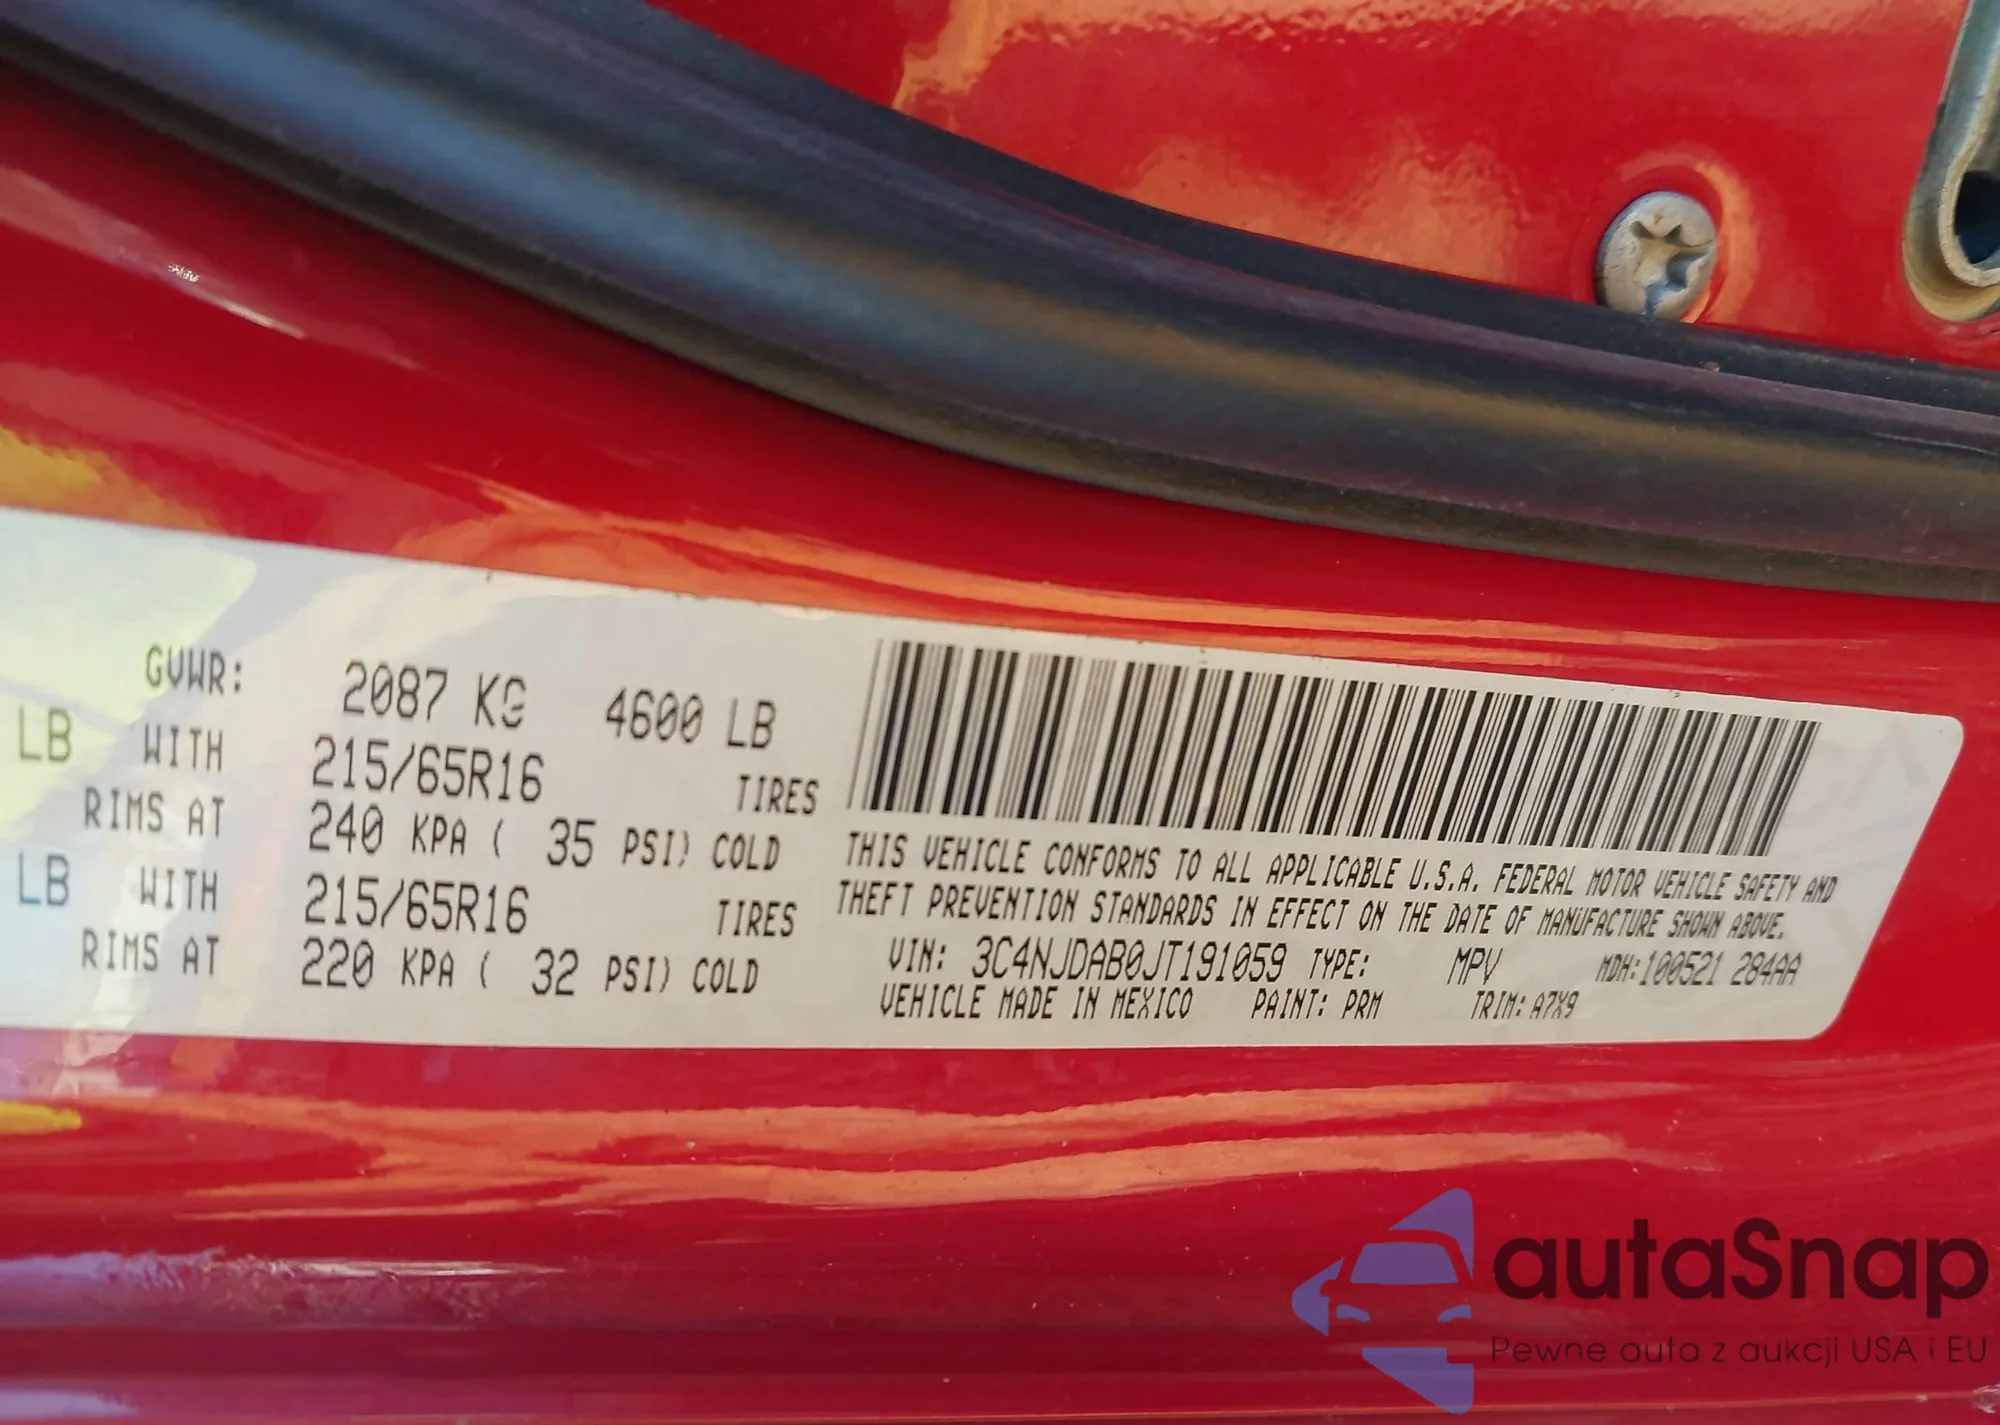 GVWR: 2087 KG 4600 LB
LB WITH 215/65R16 TIRES
RIMS AT 240 KPA ( 35 PSI) COLD
LB WITH 215/65R16 TIRES
RIMS AT 220 KPA ( 32 PSI) COLD
THIS VEHICLE CONFORMS TO ALL APPLICABLE U.S.A. FEDERAL MOTOR VEHICLE SAFETY AND
THEFT PREVENTION STANDARDS IN EFFECT ON THE DATE OF MANUFACTURE SHOWN ABOVE.
VIN: 3C4NJDAB0JT191059 TYPE: MPV MDH:100521 284AA
VEHICLE MADE IN MEXICO PAINT: PRM TRIM: A7X9
autaSnap
Pewne auta z aukcji USA i EU